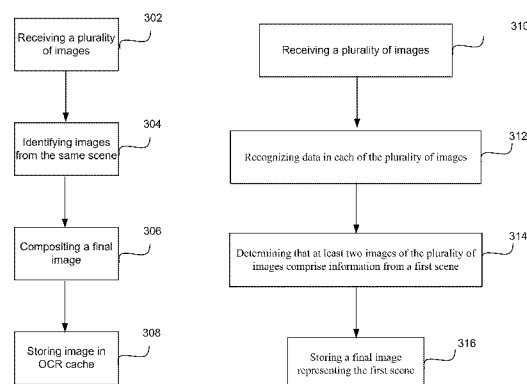 302
Receiving a plurality
of images
304
Identifying images
from the same scene
306
Compositing a final
image
308
Storing image in
OCR cache
310
Receiving a plurality of images
312
Recognizing data in each of the plurality of images
314
Determining that at least two images of the plurality of
images comprise information from a first scene
316
Storing a final image
representing the first scene